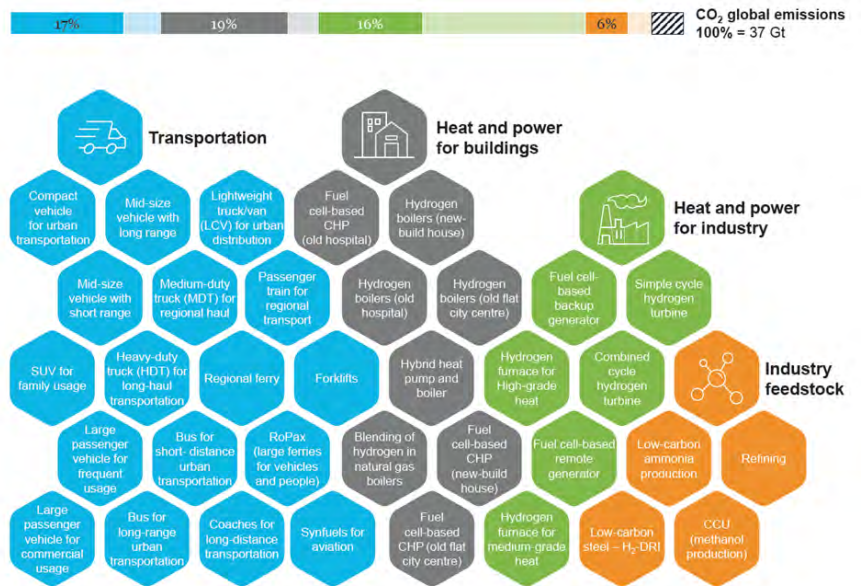 17%
19%
16%
6%
CO₂ global emissions
100% = 37 Gt
Transportation
Heat and power
for buildings
Compact
vehicle
for urban
transportation
Mid-size
vehicle with
long range
Lightweight
truck/van
(LCV) for urban
distribution
Fuel
cell-based
CHP
(old hospital)
Hydrogen
boilers (new-
build house)
Heat and power
for industry
Mid-size
vehicle with
short range
Medium-duty
truck (MDT) for
regional haul
Passenger
train for
regional
transport
Hydrogen
boilers (old
hospital)
Hydrogen
boilers (old flat
city centre)
Fuel cell-
based
backup
generator
Simple cycle
hydrogen
turbine
SUV for
family usage
Heavy-duty
truck (HDT) for
long-haul
transportation
Regional ferry
Forklifts
Hybrid heat
pump and
boiler
Hydrogen
furnace for
High-grade
heat
Combined
cycle hydrogen
turbine
Industry
feedstock
Large
passenger
vehicle for
frequent
usage
Bus for
short- distance
urban
transportation
RoPax
(large ferries
for vehicles
and people)
Blending of
hydrogen in
natural gas
boilers
Fuel
cell-based
CHP
(new-build
house)
Fuel cell-based
remote
generator
Low-carbon
ammonia
production
Refining
Large
passenger
vehicle for
commercial
usage
Bus for
long-range
urban
transportation
Coaches for
long-distance
transportation
Synfuels for
aviation
Fuel
cell-based
CHP (old flat
city centre)
Hydrogen
furnace for
medium-grade
heat
Low-carbon
steel – H₂-DRI
CCU
(methanol
production)